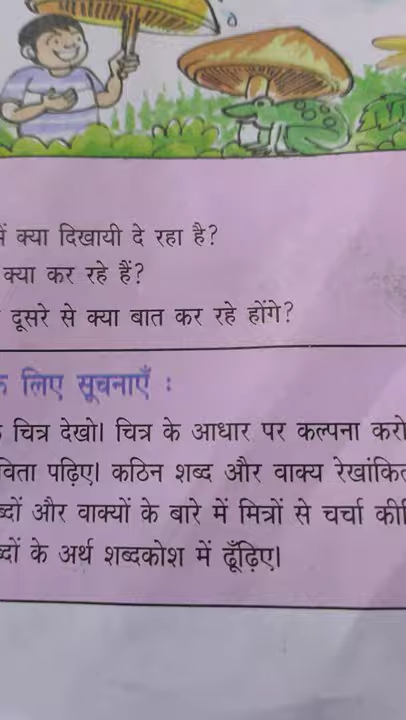 क्या दिखायी दे रहा है?
क्या कर रहे हैं?
दूसरे से क्या बात कर रहे होंगे?
लिए सूचनाएँ :
चित्र देखो। चित्र के आधार पर कल्पना करो
पढ़िए। कठिन शब्द और वाक्य
और वाक्यों के बारे में मित्रों से चर्चा
के अर्थ शब्दकोश में ढूँढ़िए।